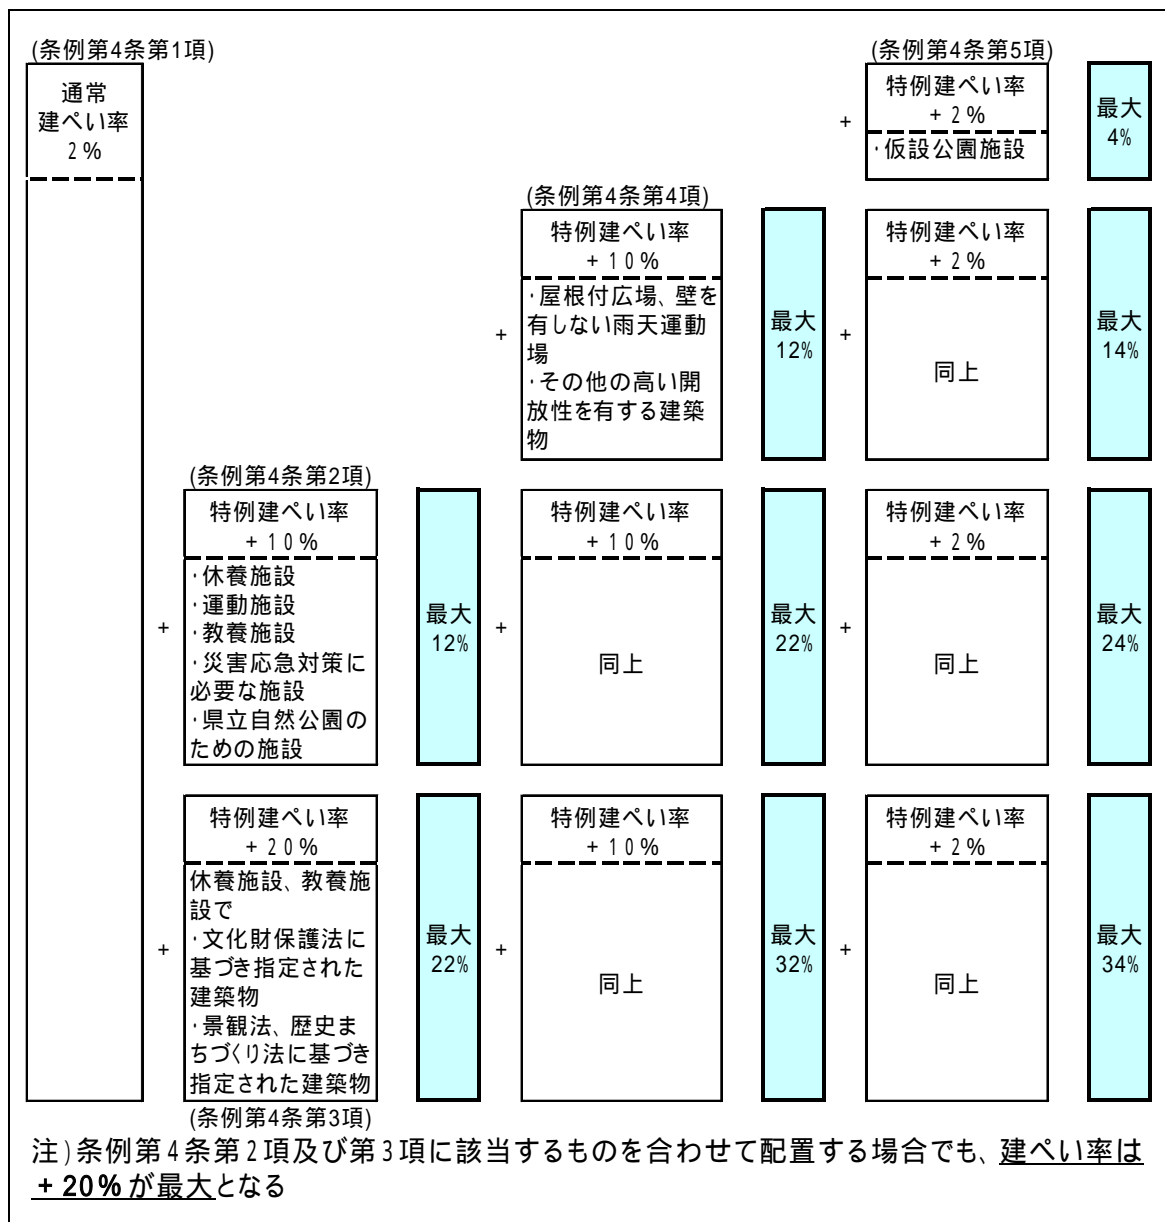 (条例第4条第1項)
通常
建ぺい率
2%
(条例第4条第5項)
+
特例建ぺい率
+2%
・仮設公園施設
最大
4%
(条例第4条第4項)
+
特例建ぺい率
+10%
・屋根付広場、壁を
有しない雨天運動
場
・その他の高い開
放性を有する建築
物
最大
12%
+
特例建ぺい率
+2%
同上
最大
14%
(条例第4条第2項)
+
特例建ぺい率
+10%
・休養施設
・運動施設
・教養施設
・災害応急対策に
必要な施設
・県立自然公園の
ための施設
最大
12%
+
特例建ぺい率
+10%
同上
最大
22%
+
特例建ぺい率
+2%
同上
最大
24%
+
特例建ぺい率
+20%
休養施設、教養施
設で
・文化財保護法に
基づき指定された
建築物
・景観法、歴史ま
ちづくり法に基づき
指定された建築物
(条例第4条第3項)
最大
22%
+
特例建ぺい率
+10%
同上
最大
32%
+
特例建ぺい率
+2%
同上
最大
34%
注)条例第4条第2項及び第3項に該当するものを合わせて配置する場合でも、建ぺい率は
+20%が最大となる